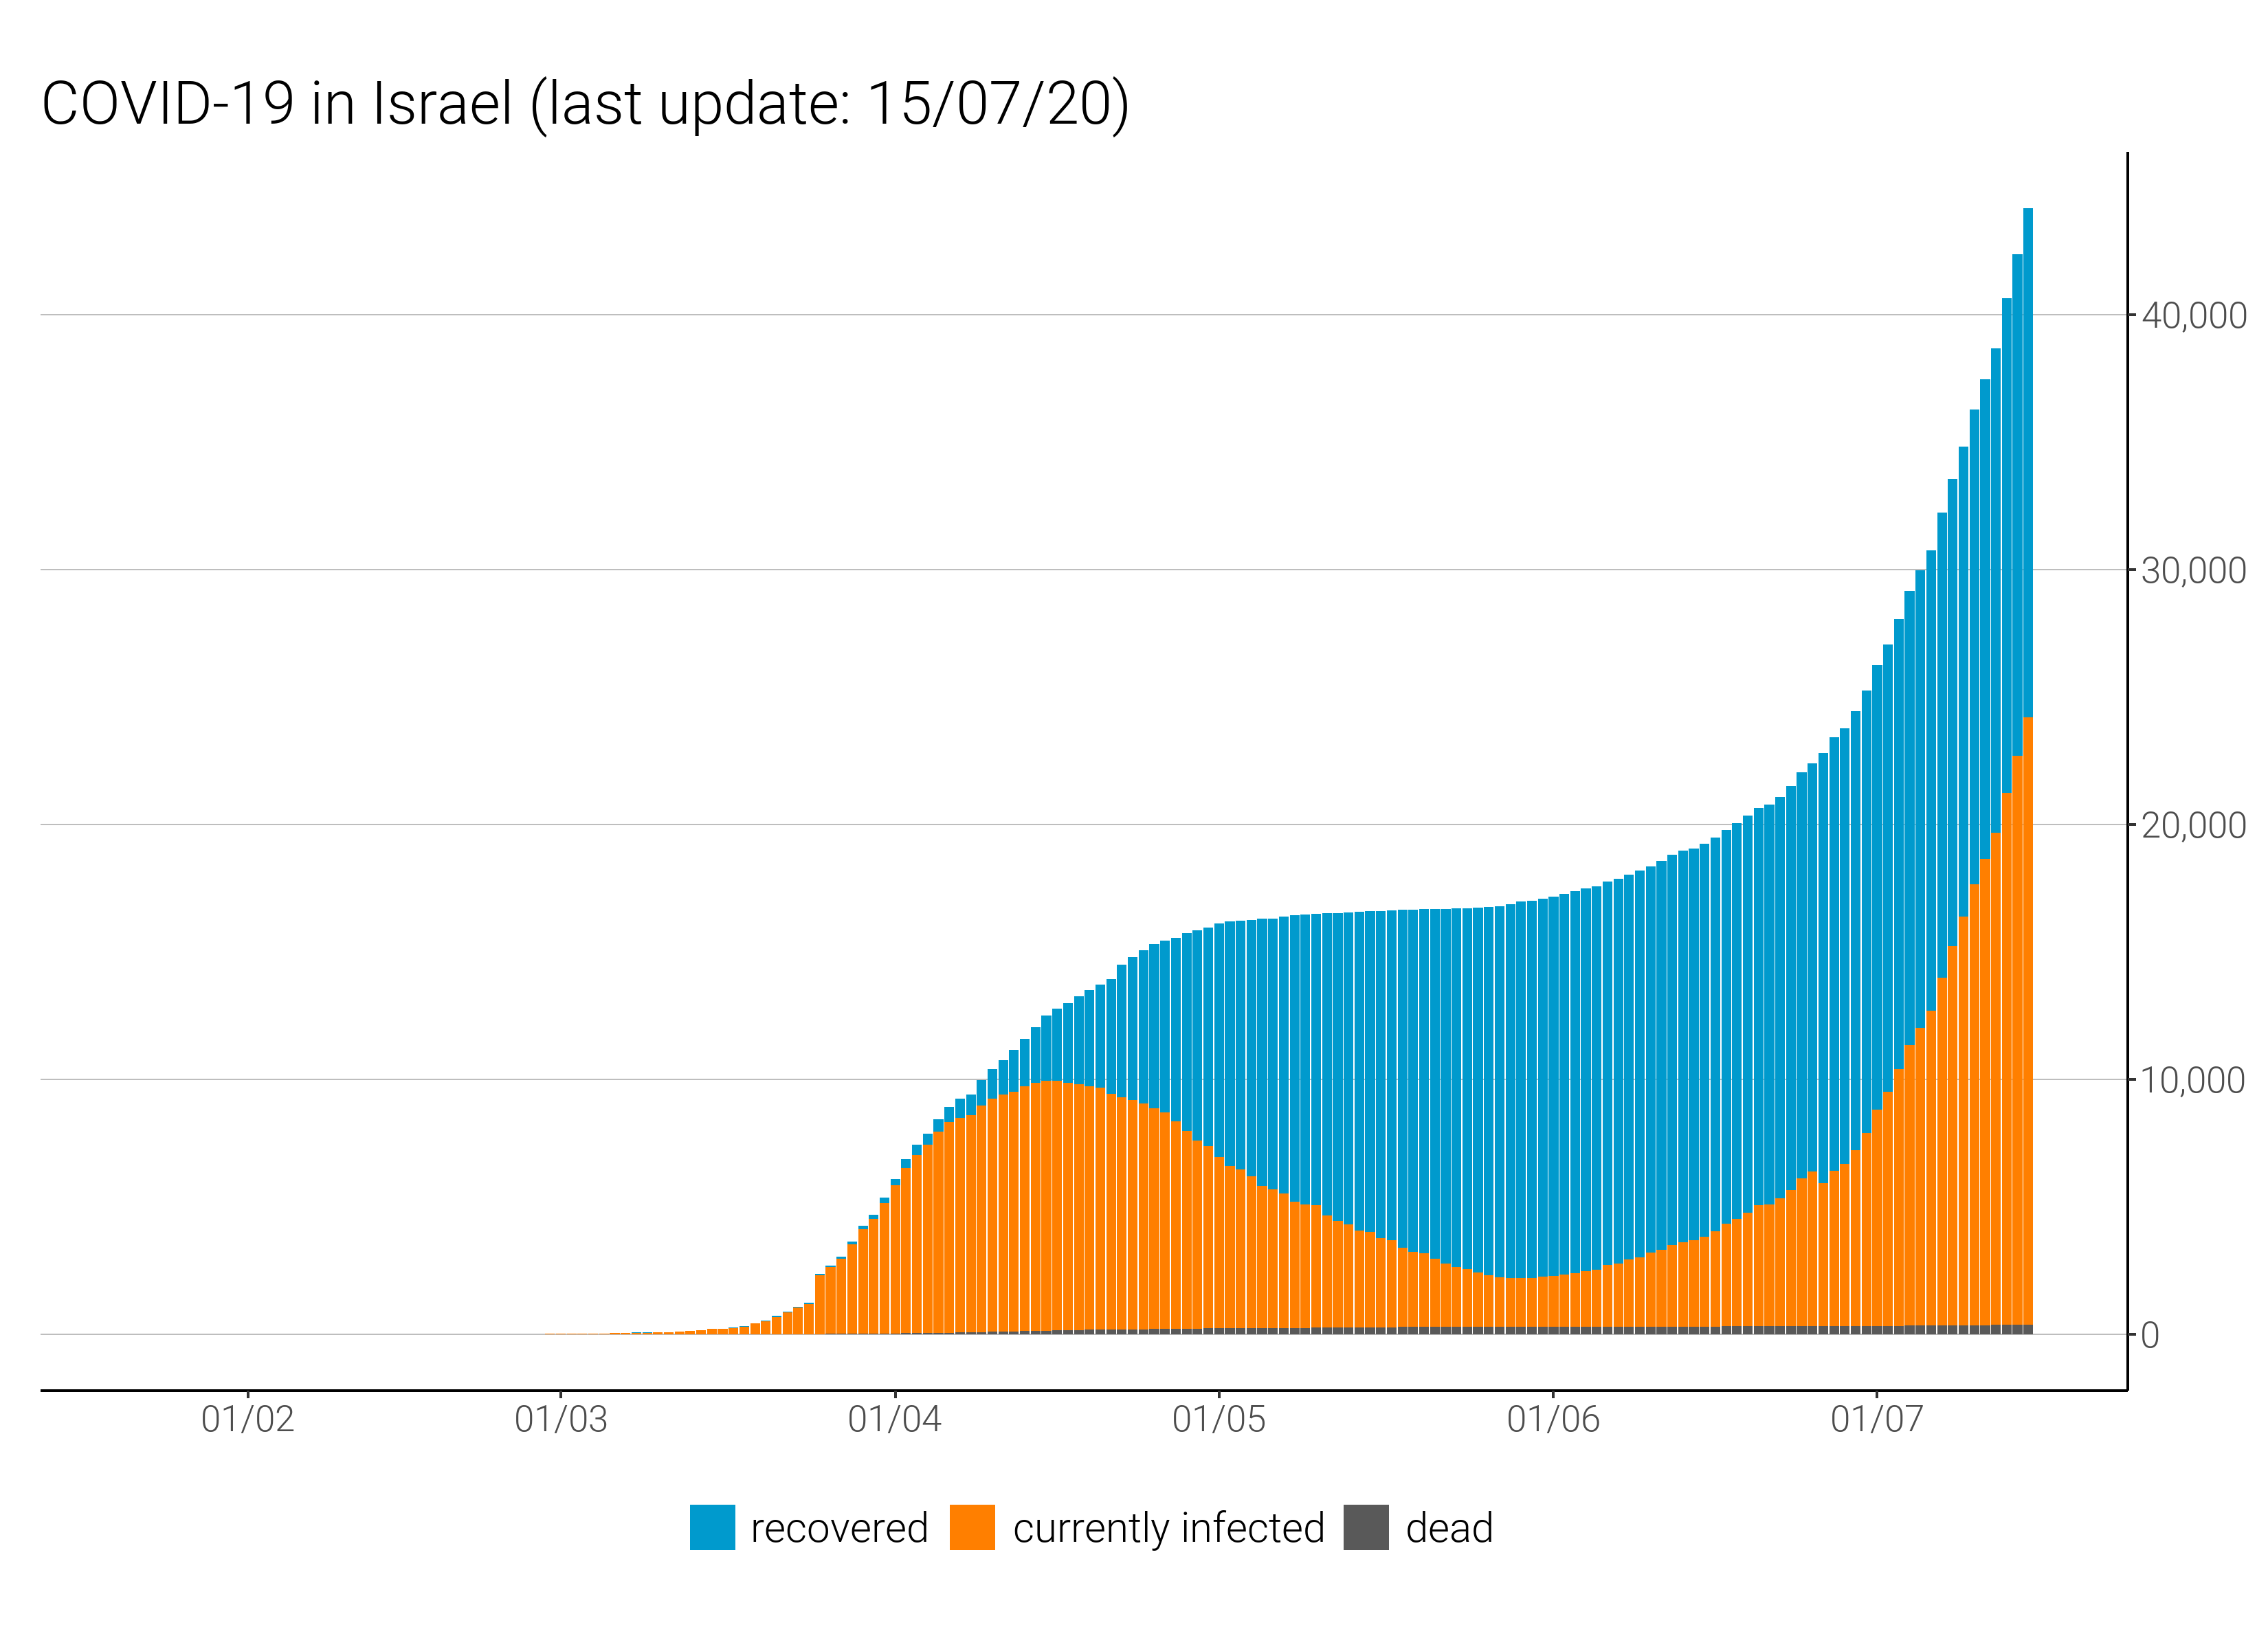 COVID-19 in Israel (last update: 15/07/20)
40,000
30,000
20,000
10,000
0
01/02 01/03 01/04 01/05 01/06 01/07
recovered currently infected dead